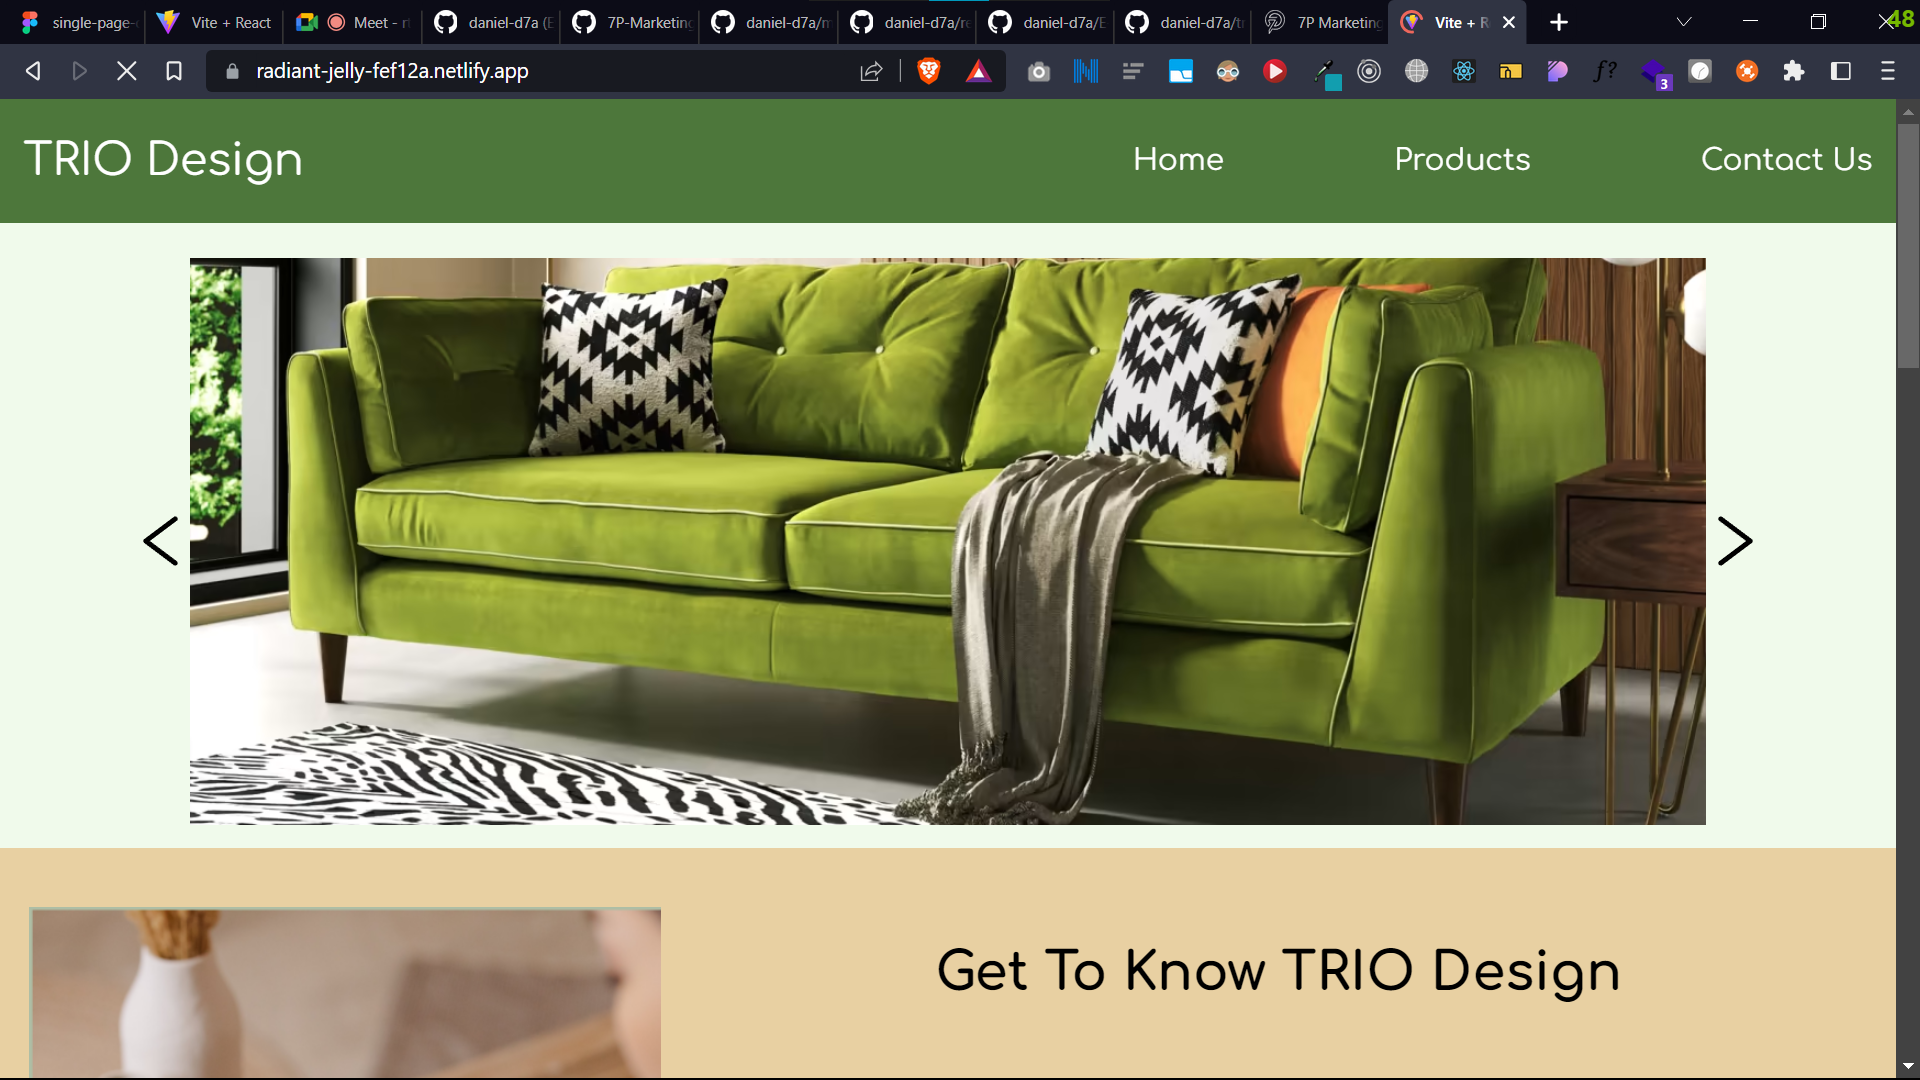 single-page-
Vite + React
Meet - r
daniel-d7a (E
7P-Marketing
daniel-d7a/m
daniel-d7a/re
daniel-d7a/E
daniel-d7a/t
7P Marketing
Vite + R
48
radiant-jelly-fef12a.netlify.app
f?
3
TRIO Design
Home
Products
Contact Us
Get To Know TRIO Design